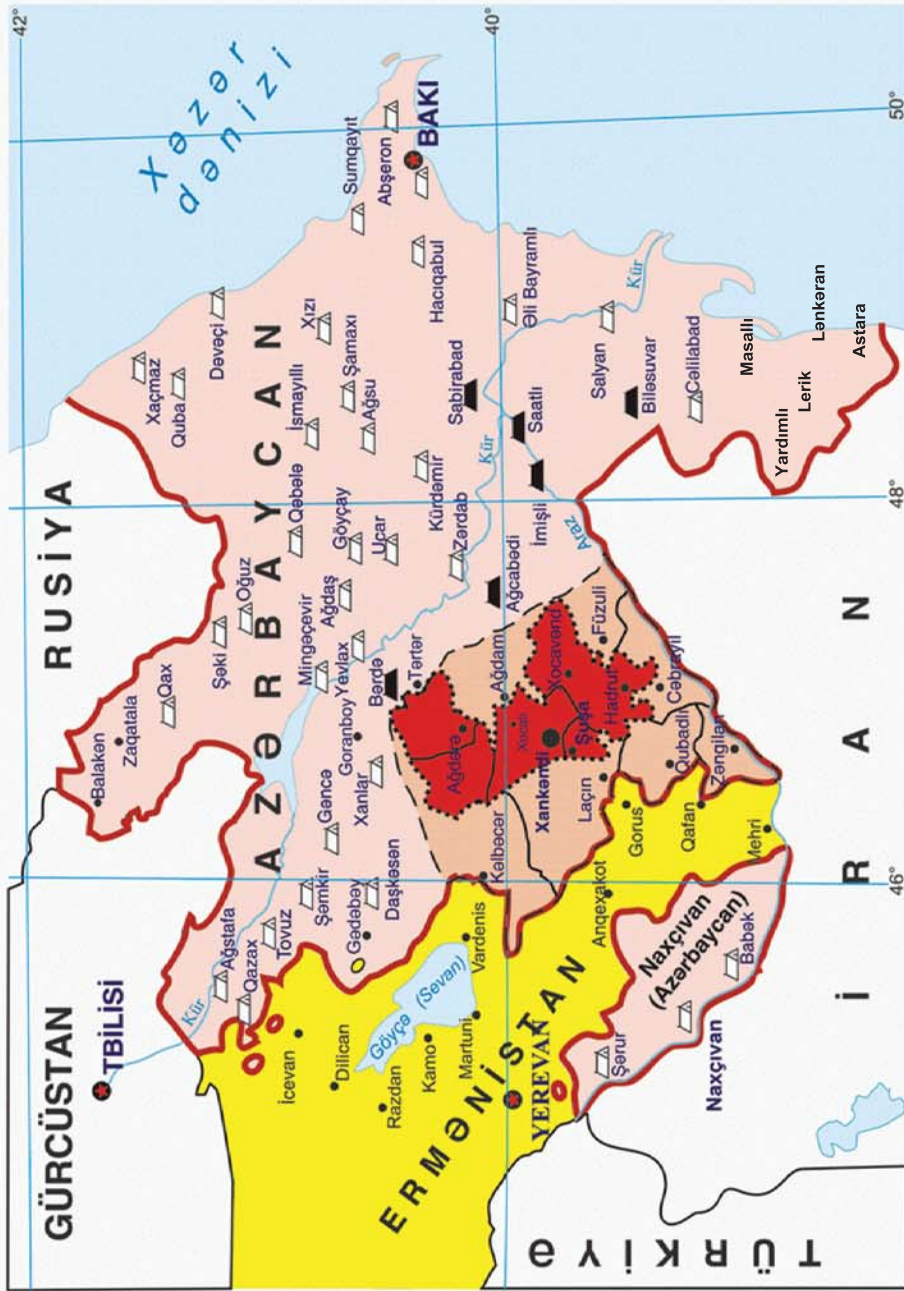 42°
40°
50°
48°
46°
RUSİYA
GÜRCÜSTAN
TBİLİSİ
Xəzər
dənizi
AZƏRBAYCAN
Balakən
Zaqatala
Qax
Şəki
Oğuz
Xaçmaz
Quba
Dəvəçi
Qəbələ
İsmayıllı
Xızı
Şamaxı
Ağsu
Sumqayıt
Abşeron
BAKI
Hacıqabul
Kür
Ağstafa
Qazax
Tovuz
Şəmkir
Gəncə
Gədəbəy
Daşkəsən
Xanlar
Goranboy
Mingəçevir
Yevlax
Ağdaş
Göyçay
Ucar
Kürdəmir
Zərdab
Bərdə
Tərtər
Ağcabədi
Sabirabad
Kür
Saatlı
İmişli
Əli Bayramlı
Kür
Salyan
Biləsuvar
Cəlilabad
Masallı
Yardımlı
Lerik
Lənkəran
Astara
Araz
Ağdərə
Ağdam
Xocalı
Xocavənd
Xankəndi
Şuşa
Hadrut
Füzuli
Cəbrayıl
Kəlbəcər
Laçın
Qubadlı
Zəngilan
İcevan
Dilican
Razdan
Kamo
Göyçə (Sevan)
Martuni
Vardenis
ERMƏNİSTAN
YEREVAN
Anqexakot
Gorus
Qafan
Mehri
Şərur
Naxçıvan
Naxçıvan
(Azərbaycan)
Babək
TÜRKİYƏ
İRAN